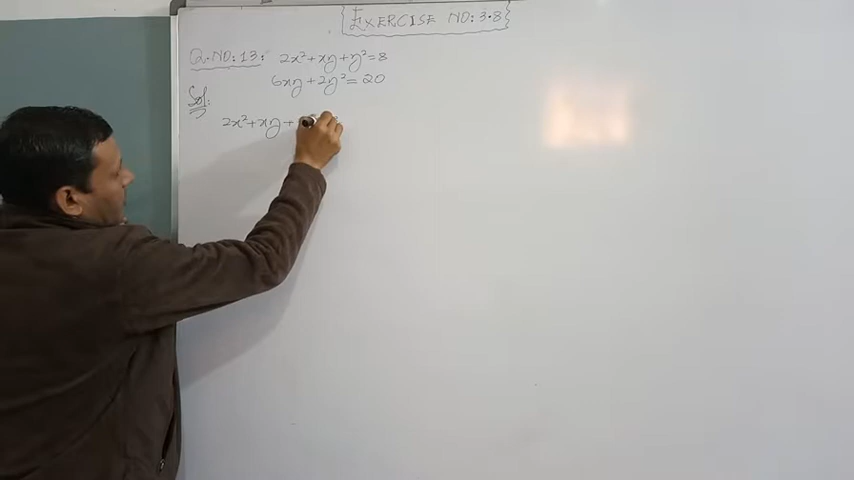 EXERCISE NO: 3.8
Q.NO: 13: 2x² + xy + y² = 8
6xy + 2y² = 20
Sol:
2x² + xy +